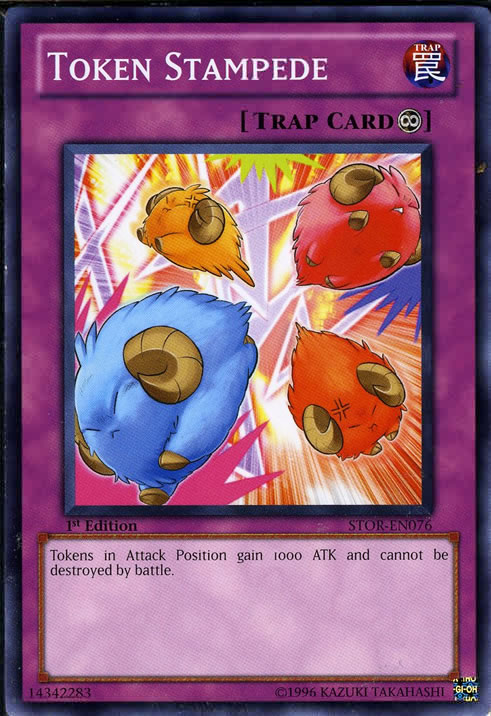 TOKEN STAMPEDE
TRAP
罠
[TRAP CARD ∞]
1st Edition
STOR-EN076
Tokens in Attack Position gain 1000 ATK and cannot be
destroyed by battle.
14342283
©1996 KAZUKI TAKAHASHI